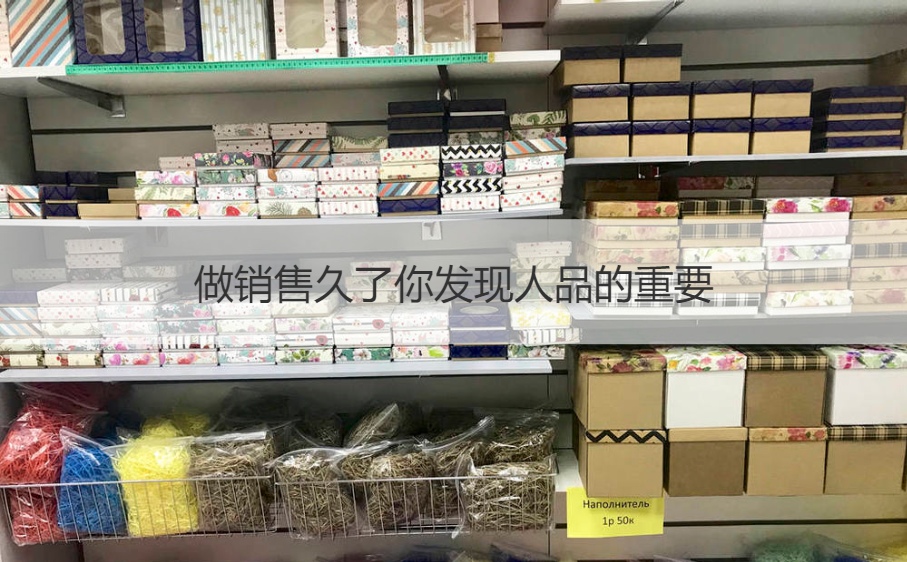 做销售久了你发现人品的重要
Наполнитель
1р 50к